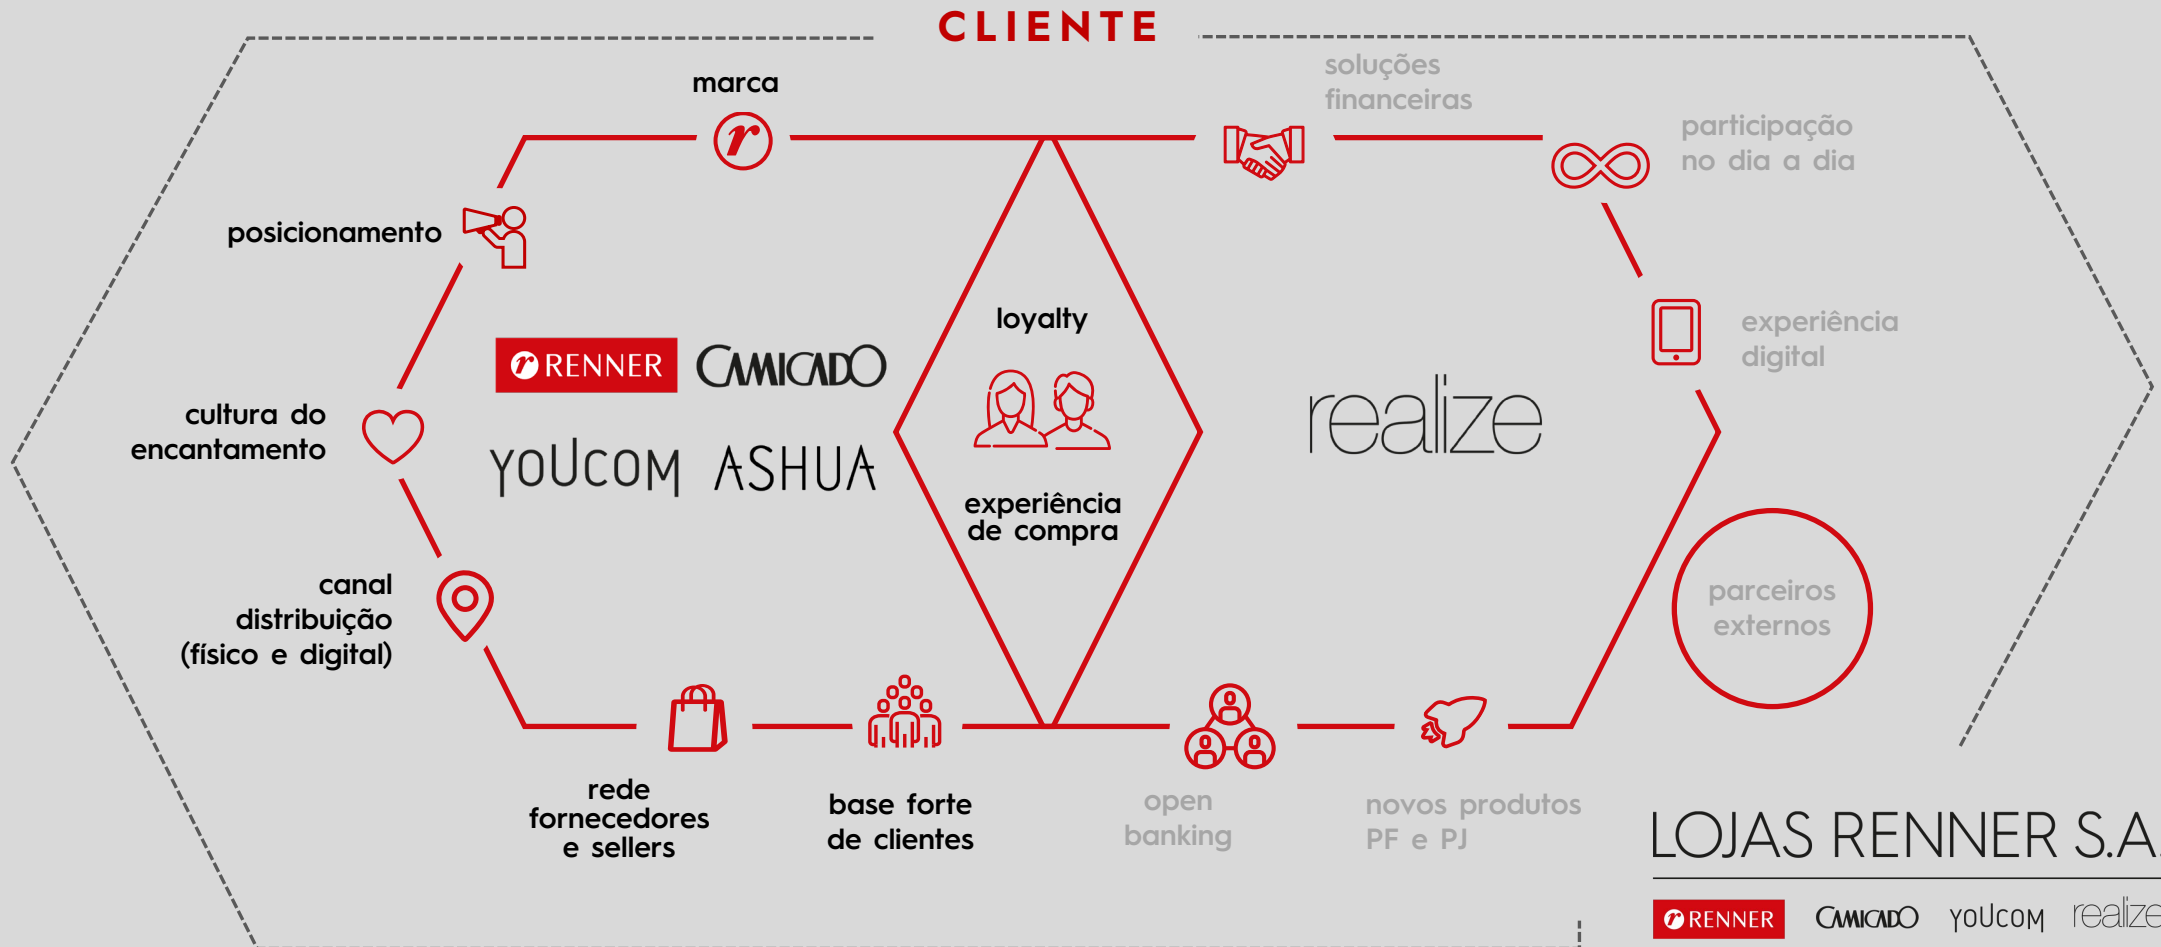 CLIENTE
marca
soluções
financeiras
participação
no dia a dia
posicionamento
loyalty
experiência
digital
RENNER
CAMICADO
realize
cultura do
encantamento
YOUCOM
ASHUA
experiência
de compra
canal
distribuição
(físico e digital)
parceiros
externos
rede
fornecedores
e sellers
base forte
de clientes
open
banking
novos produtos
PF e PJ
LOJAS RENNER S.A.
RENNER CAMICADO YOUCOM realize